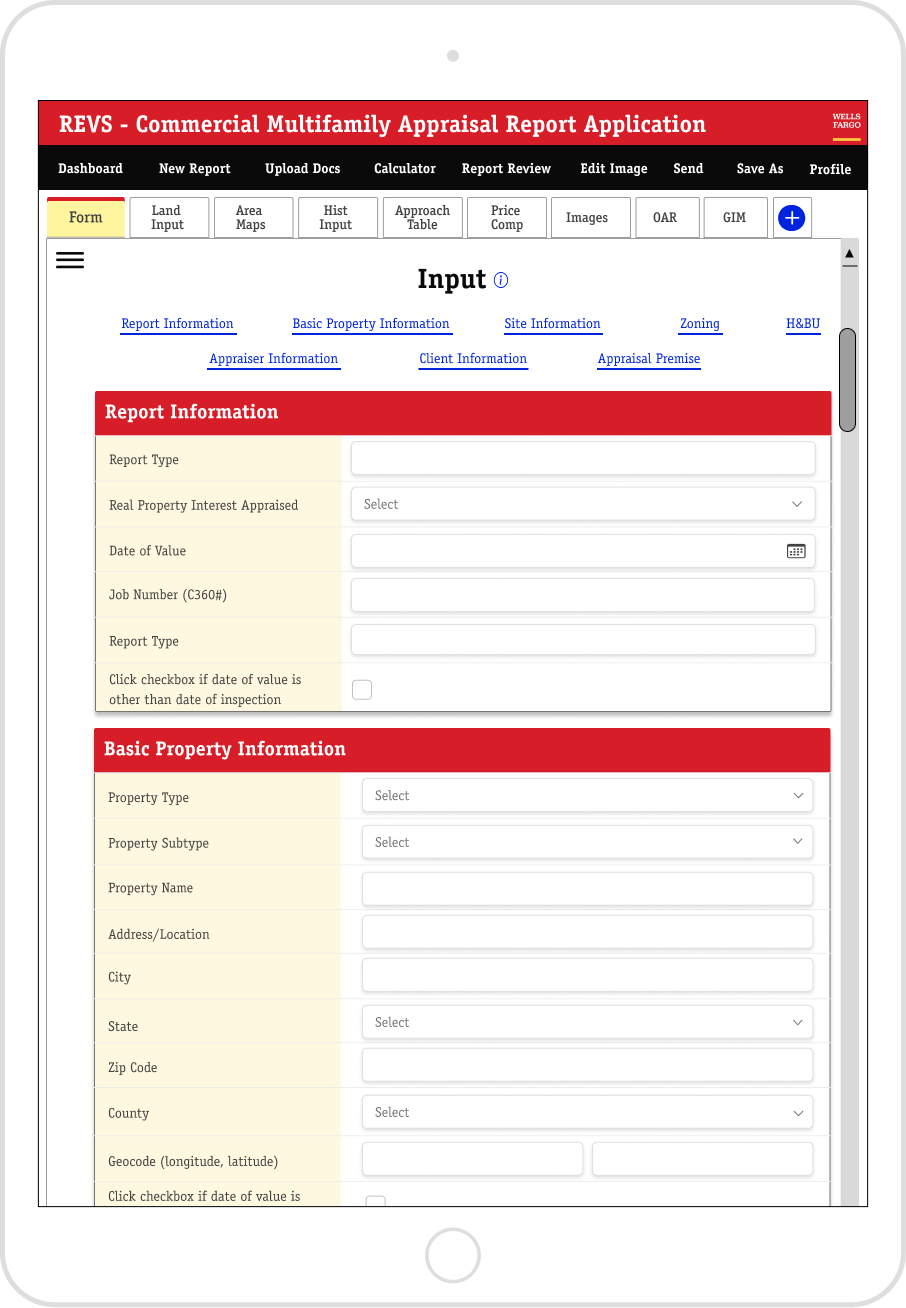 REVS - Commercial Multifamily Appraisal Report Application
WELLS
FARGO
Dashboard New Report Upload Docs Calculator Report Review Edit Image Send Save As Profile
Form
Land
Input
Area
Maps
Hist
Input
Approach
Table
Price
Comp
Images
OAR
GIM
Input
Report Information Basic Property Information Site Information Zoning H&BU
Appraiser Information Client Information Appraisal Premise
Report Information
Report Type
Real Property Interest Appraised Select
Date of Value
Job Number (C360#)
Report Type
Click checkbox if date of value is
other than date of inspection
Basic Property Information
Property Type Select
Property Subtype Select
Property Name
Address/Location
City
State Select
Zip Code
County Select
Geocode (longitude, latitude)
Click checkbox if date of value is